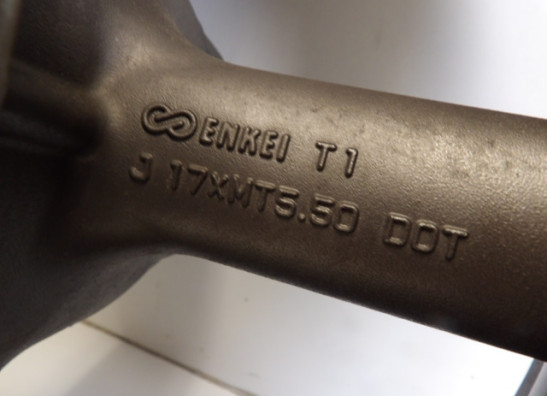 ENKEI T1
J 17XMT5.50 DOT